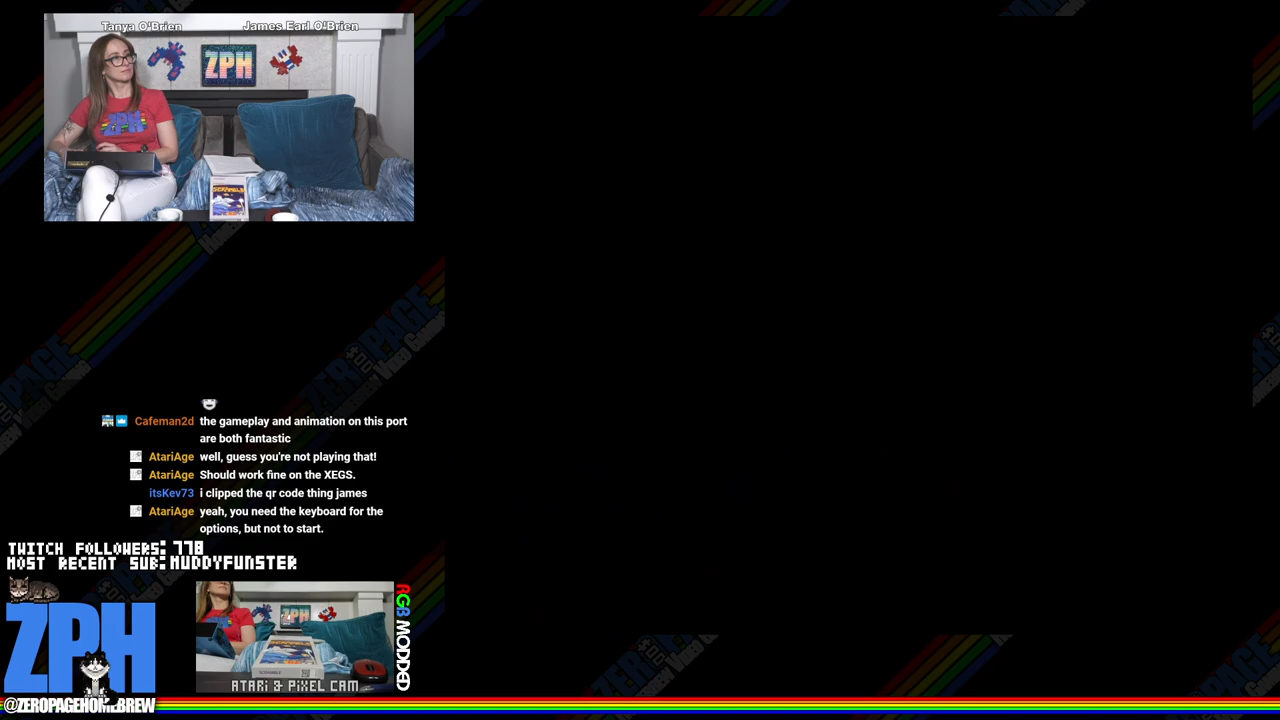 Tanya O'Brien
James Earl O'Brien
ZPH
ZPH
SCRAMBLE
Cafeman2d the gameplay and animation on this port
are both fantastic
AtariAge well, guess you're not playing that!
AtariAge Should work fine on the XEGS.
itsKev73 i clipped the qr code thing james
AtariAge yeah, you need the keyboard for the
options, but not to start.
TWITCH FOLLOWERS: 778
MOST RECENT SUB: MUDDYFUNSTER
ZPH
@ZEROPAGEHOMEBREW
ZPH
ATARI & PIXEL CAM
RGB MODDED